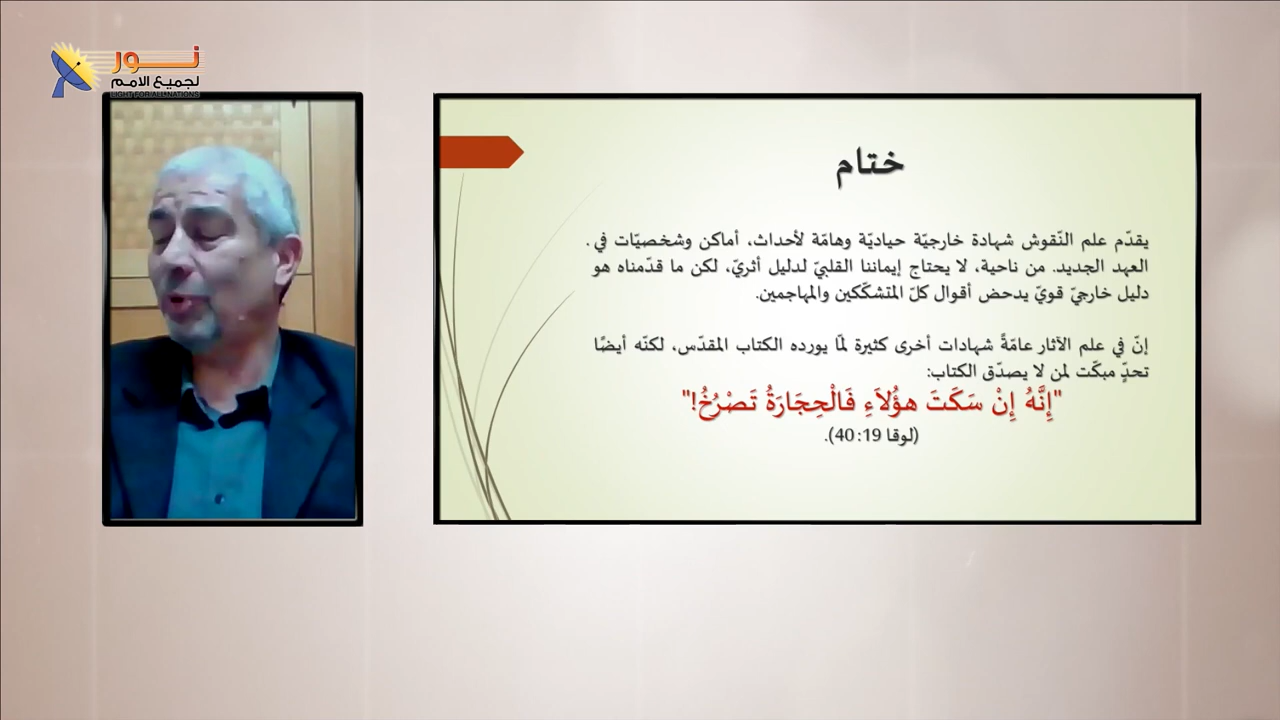 نور
لجميع الامم
LIGHT FOR ALL NATIONS
ختام
يقدّم علم النّقوش شهادة خارجيّة حياديّة وهامّة لأحداث، أماكن وشخصيّات في .
العهد الجديد. من ناحية، لا يحتاج إيماننا القلبيّ لدليل أثريّ، لكن ما قدّمناه هو
دليل خارجيّ قويّ يدحض أقوال كلّ المتشكّكين والمهاجمين.
إنّ في علم الآثار عامّةً شهادات أخرى كثيرة لمّا يورده الكتاب المقدّس، لكنّه أيضًا
تحدٍّ مبكّت لمن لا يصدّق الكتاب:
"إِنَّهُ إِنْ سَكَتَ هؤُلاَءِ فَالْحِجَارَةُ تَصْرُخُ!"
(لوقا 19: 40).